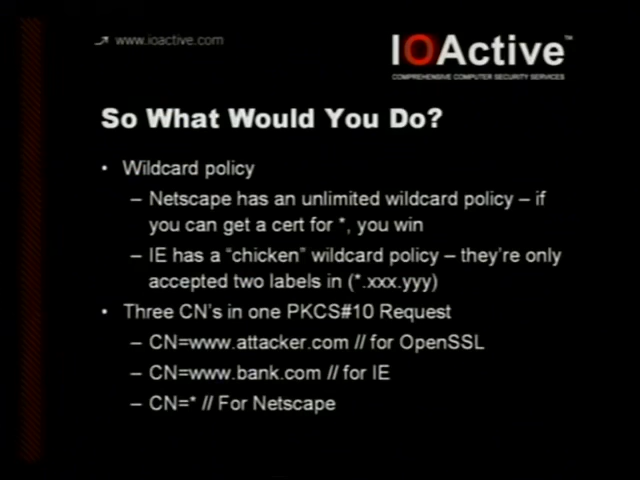 www.ioactive.com
IOActive™
COMPREHENSIVE COMPUTER SECURITY SERVICES
So What Would You Do?
• Wildcard policy
– Netscape has an unlimited wildcard policy – if
you can get a cert for *, you win
– IE has a “chicken” wildcard policy – they're only
accepted two labels in (*.xxx.yyy)
• Three CN's in one PKCS#10 Request
– CN=www.attacker.com // for OpenSSL
– CN=www.bank.com // for IE
– CN=* // For Netscape